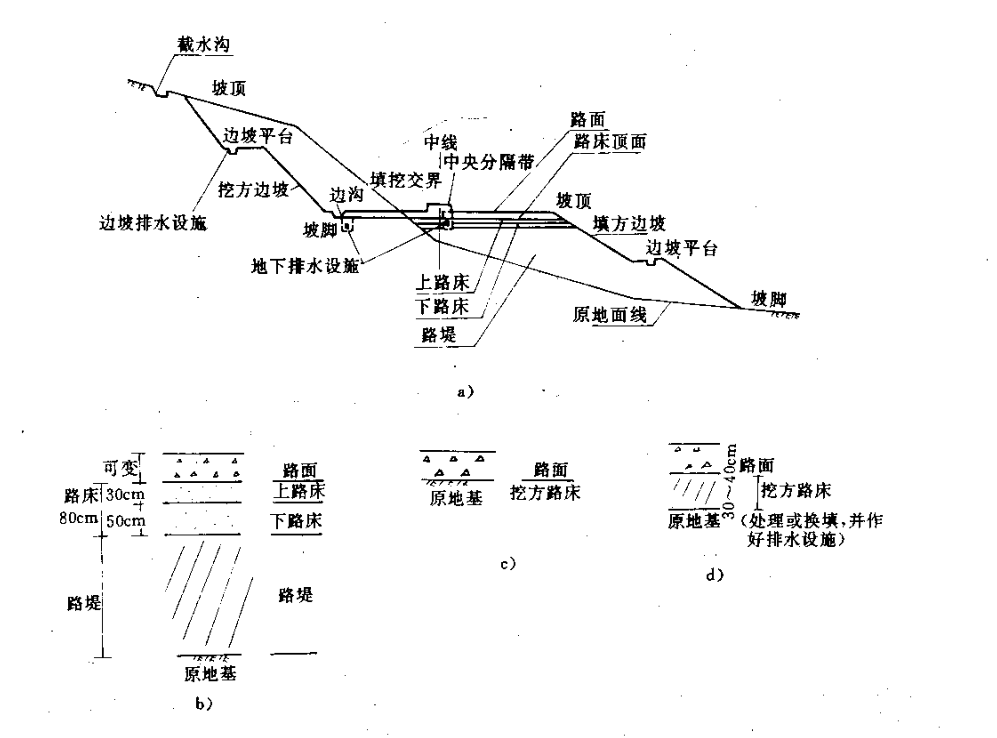 截水沟
坡顶
边坡平台
挖方边坡
边坡排水设施
边沟
坡脚
地下排水设施
填挖交界
中线
中央分隔带
路面
路床顶面
坡顶
填方边坡
边坡平台
坡脚
上路床
下路床
路堤
原地面线
a)
可变
路床
80cm
30cm
50cm
路堤
路面
上路床
下路床
路堤
原地基
b)
路面
原地基
挖方路床
c)
30～40cm
路面
挖方路床
原地基
(处理或换填,并作
好排水设施)
d)